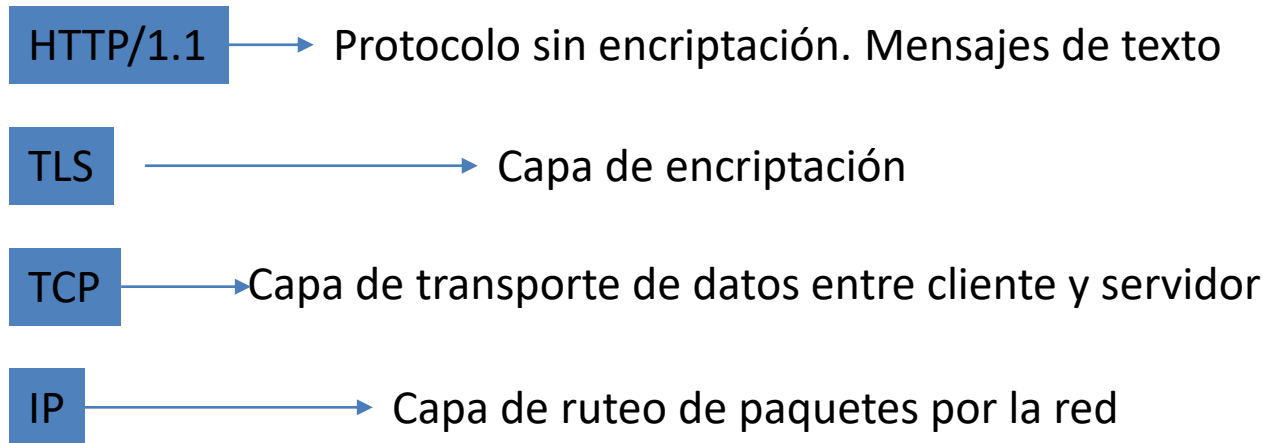 HTTP/1.1 Protocolo sin encriptación. Mensajes de texto
TLS Capa de encriptación
TCP Capa de transporte de datos entre cliente y servidor
IP Capa de ruteo de paquetes por la red